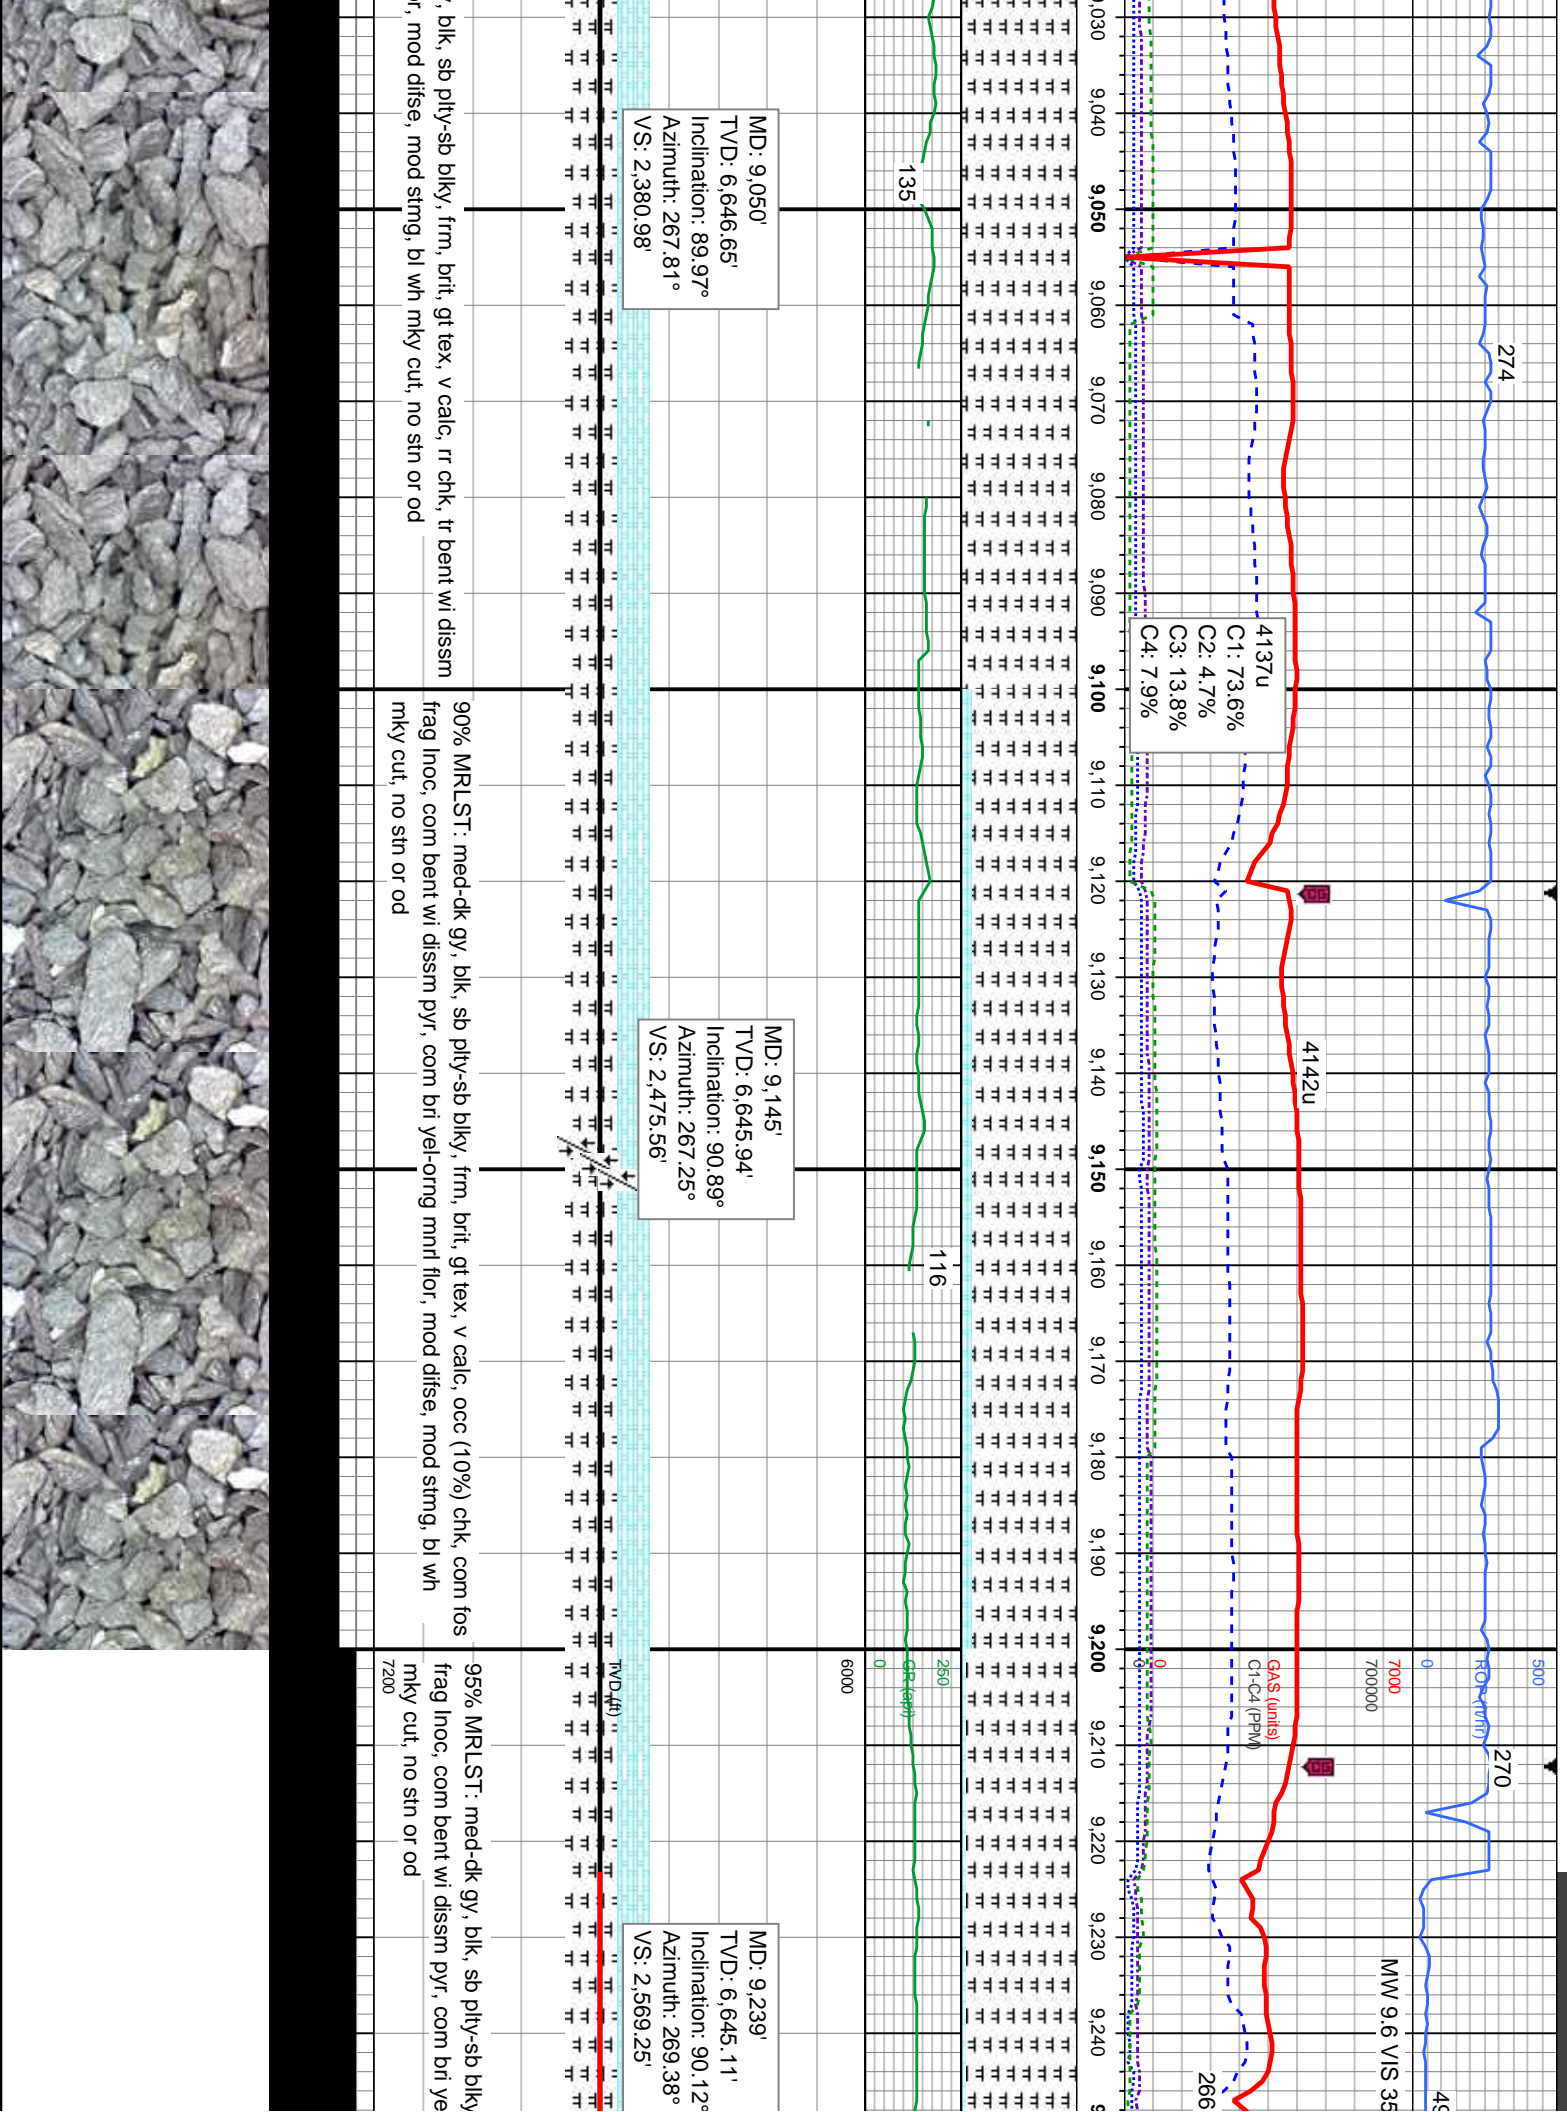 500
ROP (ft/hr)
0
7000
700000
GAS (units)
C1-C4 (PPM)
0
0
274
270
MW 9.6 VIS 35
4142u
4137u
C1: 73.6%
C2: 4.7%
C3: 13.8%
C4: 7.9%
266
9,040
9,050
9,060
9,070
9,080
9,090
9,100
9,110
9,120
9,130
9,140
9,150
9,160
9,170
9,180
9,190
9,200
9,210
9,220
9,230
9,240
250
GR (api)
0
135
116
6000
TVD (ft)
7200
MD: 9,050'
TVD: 6,646.65'
Inclination: 89.97°
Azimuth: 267.81°
VS: 2,380.98'
MD: 9,145'
TVD: 6,645.94'
Inclination: 90.89°
Azimuth: 267.25°
VS: 2,475.56'
MD: 9,239'
TVD: 6,645.11'
Inclination: 90.12°
Azimuth: 269.38°
VS: 2,569.25'
blk, sb plty-sb blky, frm, brit, gt tex, v calc, rr chk, tr bent wi dissm
mod difse, mod stmg, bl wh mky cut, no stn or od
90% MRLST: med-dk gy, blk, sb plty-sb blky, frm, brit, gt tex, v calc, occ (10%) chk, com fos
frag Inoc, com bent wi dissm pyr, com bri yel-orng mnrl flor, mod difse, mod stmg, bl wh
mky cut, no stn or od
95% MRLST: med-dk gy, blk, sb plty-sb blky
frag Inoc, com bent wi dissm pyr, com bri ye
mky cut, no stn or od